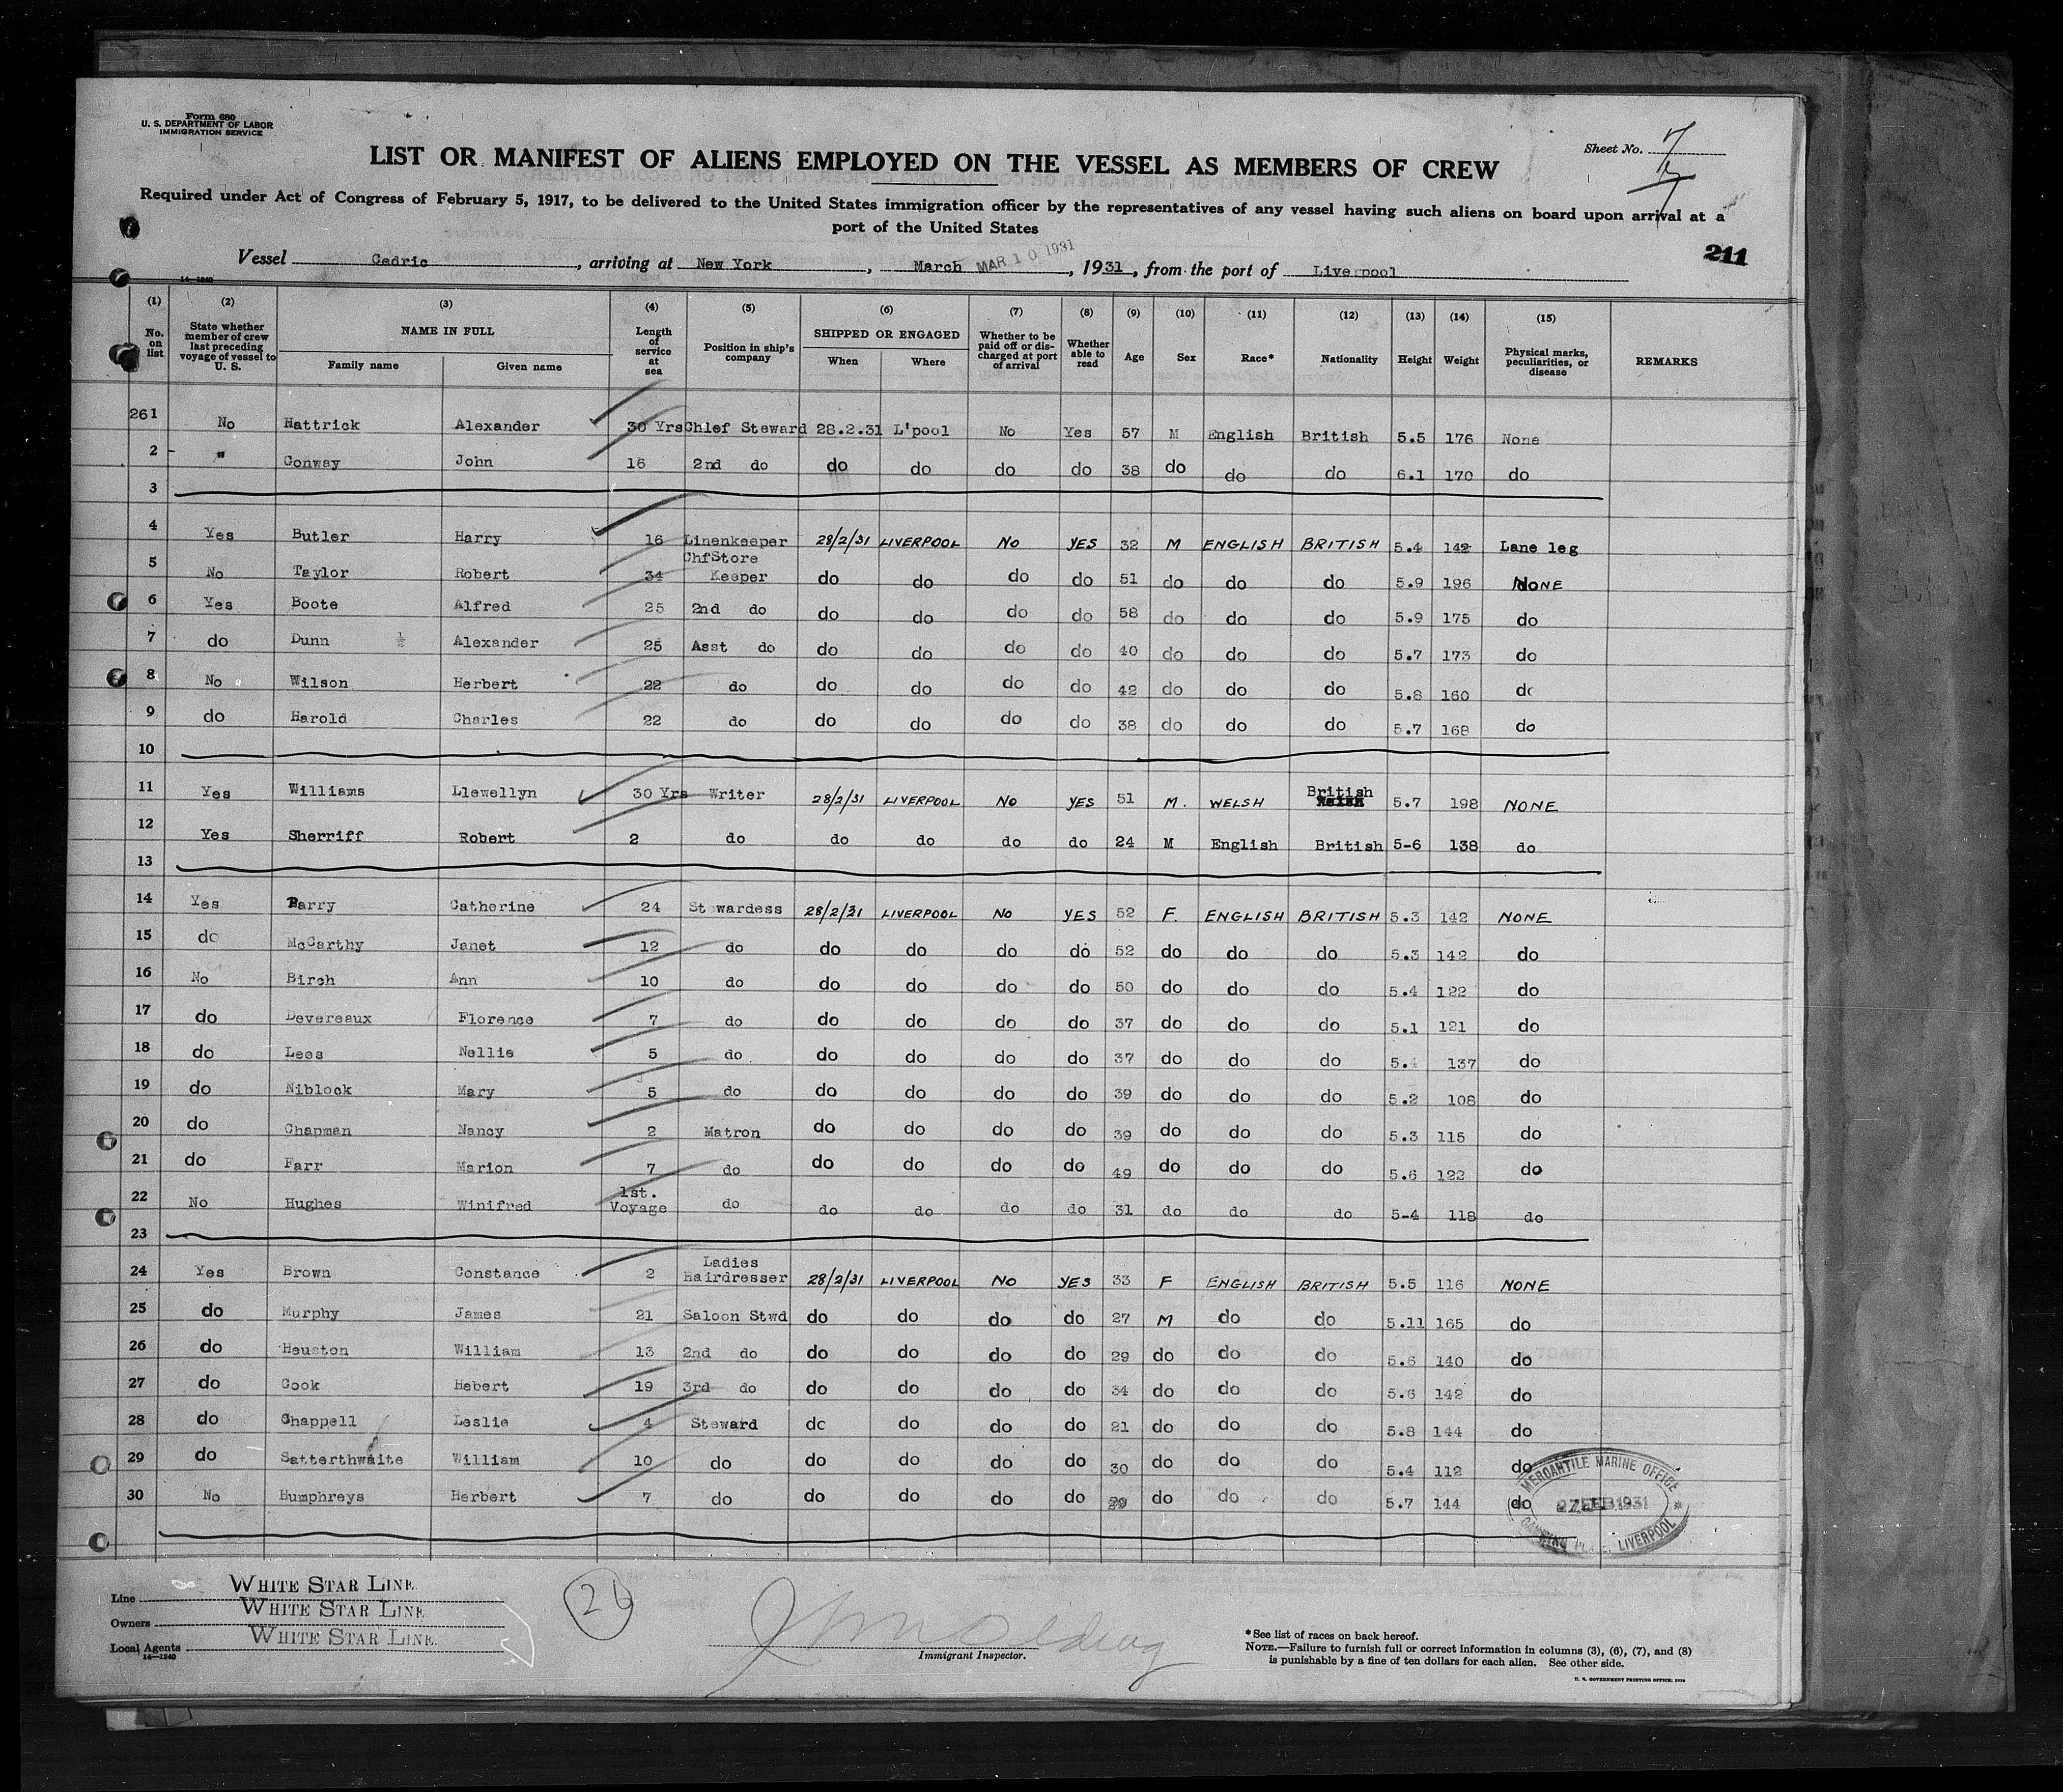 Form 680
U. S. DEPARTMENT OF LABOR
IMMIGRATION SERVICE
Sheet No. 7
LIST OR MANIFEST OF ALIENS EMPLOYED ON THE VESSEL AS MEMBERS OF CREW
Required under Act of Congress of February 5, 1917, to be delivered to the United States immigration officer by the representatives of any vessel having such aliens on board upon arrival at a
port of the United States
211
Vessel Cedric, arriving at New York, March MAR 10 1931, 1931, from the port of Liverpool
14—1240
(1) (2) (3) (4) (5) (6) (7) (8) (9) (10) (11) (12) (13) (14) (15)
No. on list State whether member of crew last preceding voyage of vessel to U. S. NAME IN FULL Family name Given name Length of service at sea Position in ship's company SHIPPED OR ENGAGED When Where Whether to be paid off or discharged at port of arrival Whether able to read Age Sex Race* Nationality Height Weight Physical marks, peculiarities, or disease REMARKS
261 No Hattrick Alexander 30 Yrs Chief Steward 28.2.31 L'pool No Yes 57 M English British 5.5 176 None
2 " Conway John 16 2nd do do do do do 38 do do do 6.1 170 do
3
4 Yes Butler Harry 16 Linenkeeper 28/2/31 LIVERPOOL NO YES 32 M ENGLISH BRITISH 5.4 142 Lane leg
5 No Taylor Robert 34 ChfStore Keeper do do do do 51 do do do 5.9 196 NONE
6 Yes Boote Alfred 25 2nd do do do do do 58 do do do 5.9 175 do
7 do Dunn ½ Alexander 25 Asst do do do do do 40 do do do 5.7 173 do
8 No Wilson Herbert 22 do do do do do 42 do do do 5.8 160 do
9 do Harold Charles 22 do do do do do 38 do do do 5.7 168 do
10
11 Yes Williams Llewellyn 30 Yrs Writer 28/2/31 LIVERPOOL NO YES 51 M. WELSH British 5.7 198 NONE
12 Yes Sherriff Robert 2 do do do do do 24 M English British 5-6 138 do
13
14 Yes Barry Catherine 24 Stewardess 28/2/31 LIVERPOOL NO YES 52 F. ENGLISH BRITISH 5.3 142 NONE
15 do McCarthy Janet 12 do do do do do 52 do do do 5.3 142 do
16 No Birch Ann 10 do do do do do 50 do do do 5.4 122 do
17 do Devereaux Florence 7 do do do do do 37 do do do 5.1 121 do
18 do Lees Nellie 5 do do do do do 37 do do do 5.4 137 do
19 do Niblock Mary 5 do do do do do 39 do do do 5.2 108 do
20 do Chapman Nancy 2 Matron do do do do 39 do do do 5.3 115 do
21 do Farr Marion 7 do do do do do 49 do do do 5.6 122 do
22 No Hughes Winifred 1st. Voyage do do do do do 31 do do do 5-4 118 do
23
24 Yes Brown Constance 2 Ladies Hairdresser 28/2/31 LIVERPOOL NO YES 33 F ENGLISH BRITISH 5.5 116 NONE
25 do Murphy James 21 Saloon Stwd do do do do 27 M do do 5.11 165 do
26 do Heuston William 13 2nd do do do do do 29 do do do 5.6 140 do
27 do Cook Hebert 19 3rd do do do do do 34 do do do 5.6 142 do
28 do Chappell Leslie 4 Steward do do do do 21 do do do 5.8 144 do
29 do Satterthwaite William 10 do do do do do 30 do do do 5.4 112 do
30 No Humphreys Herbert 7 do do do do do 29 do do do 5.7 144 do
MERCANTILE MARINE OFFICE
27 FEB 1931
CANNING PLACE, LIVERPOOL
Line WHITE STAR LINE
Owners WHITE STAR LINE
Local Agents WHITE STAR LINE.
14—1240
26
Immigrant Inspector.
*See list of races on back hereof.
NOTE.—Failure to furnish full or correct information in columns (3), (6), (7), and (8)
is punishable by a fine of ten dollars for each alien. See other side.
U. S. GOVERNMENT PRINTING OFFICE: 1930